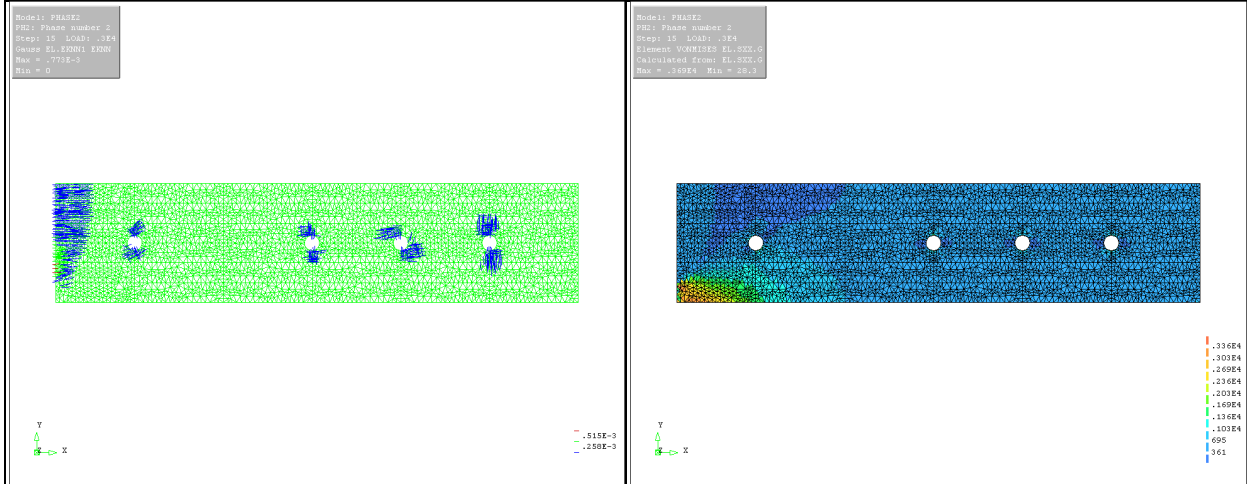 Model: PHASE2
PH2: Phase number 2
Step: 15 LOAD: .3E4
Gauss EL.EKNN1 EKNN
Max = .773E-3
Min = 0
Y
Z X
.515E-3
.258E-3
Model: PHASE2
PH2: Phase number 2
Step: 15 LOAD: .3E4
Element VONMISES EL.SXX.G
Calculated from: EL.SXX.G
Max = .369E4 Min = 28.3
.336E4
.303E4
.269E4
.236E4
.203E4
.169E4
.136E4
.103E4
695
361
Y
Z X